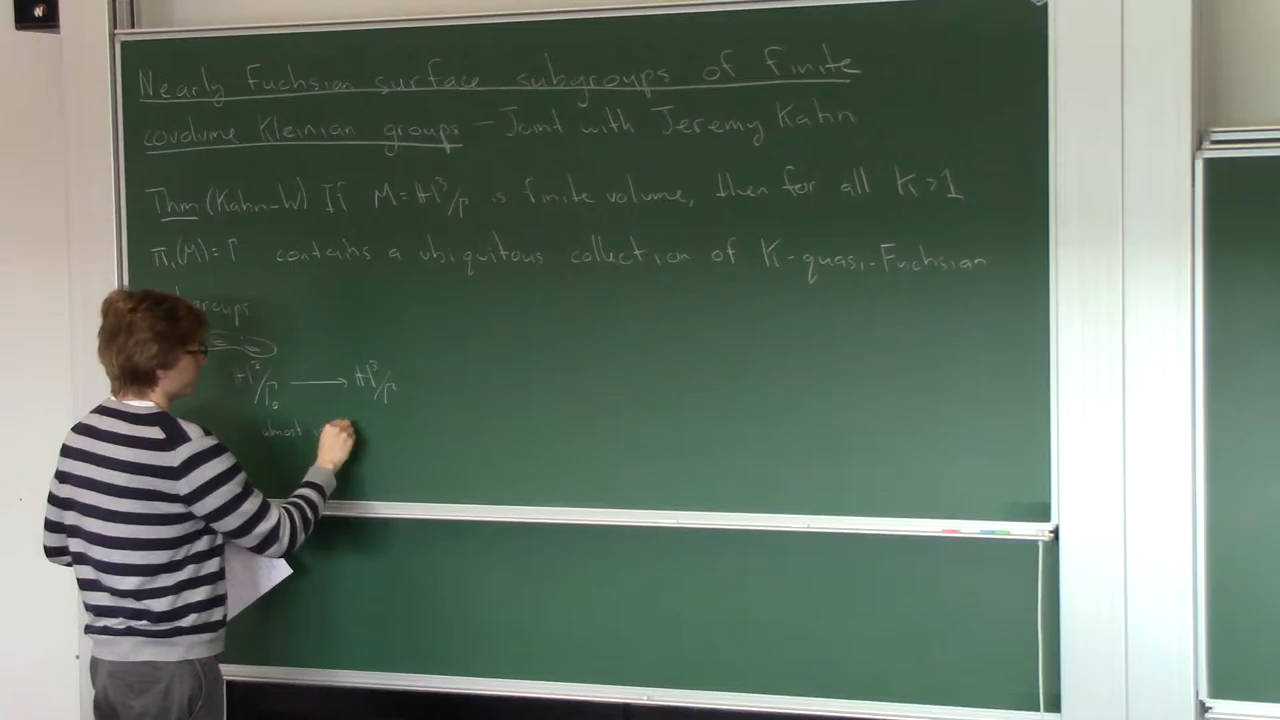 Nearly Fuchsian surface subgroups of finite
covolume Kleinian groups - Joint with Jeremy Kahn
Thm (Kahn-W) If M = ℍ³/Γ is finite volume, then for all K > 1
π₁(M) = Γ contains a ubiquitous collection of K-quasi-Fuchsian
groups
ℍ²/Γ₀ → ℍ³/Γ
almost